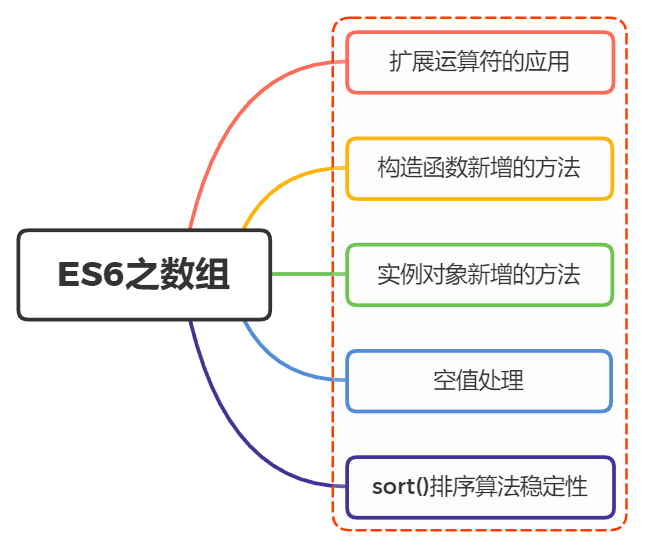 扩展运算符的应用
构造函数新增的方法
ES6之数组
实例对象新增的方法
空值处理
sort()排序算法稳定性